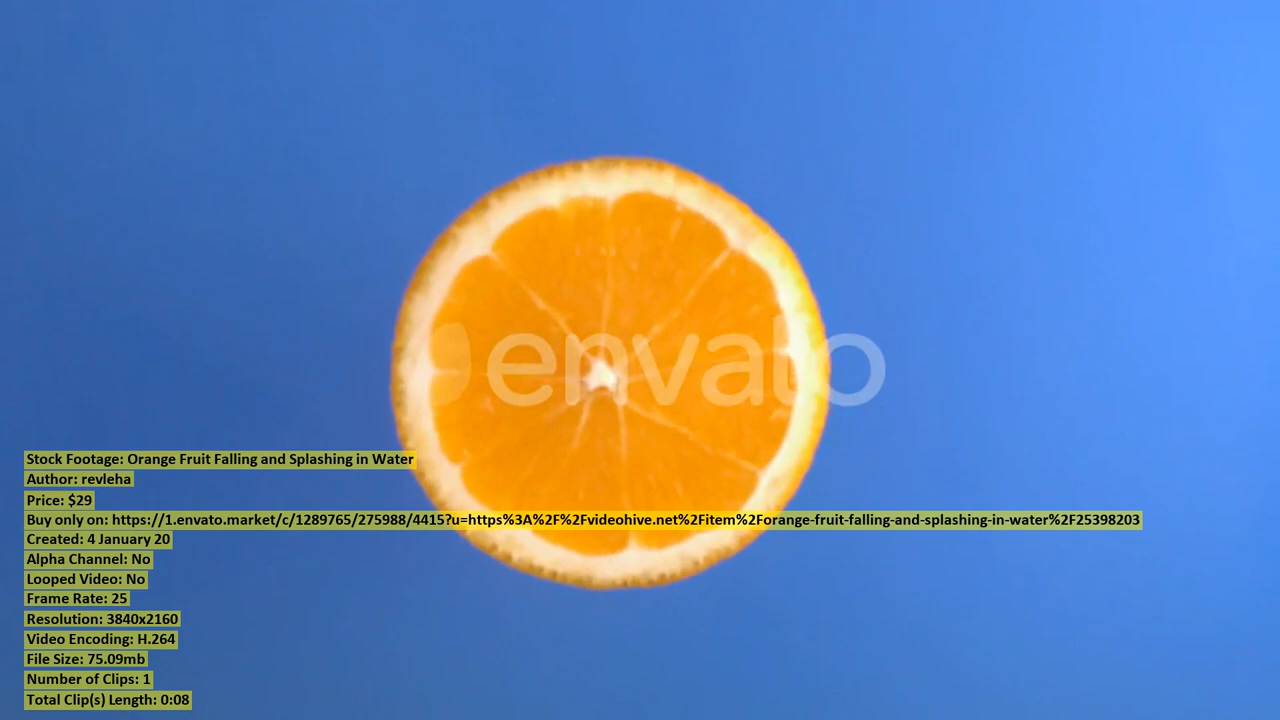 envato
Stock Footage: Orange Fruit Falling and Splashing in Water
Author: revleha
Price: $29
Buy only on: https://1.envato.market/c/1289765/275988/4415?u=https%3A%2F%2Fvideohive.net%2Fitem%2Forange-fruit-falling-and-splashing-in-water%2F25398203
Created: 4 January 20
Alpha Channel: No
Looped Video: No
Frame Rate: 25
Resolution: 3840x2160
Video Encoding: H.264
File Size: 75.09mb
Number of Clips: 1
Total Clip(s) Length: 0:08